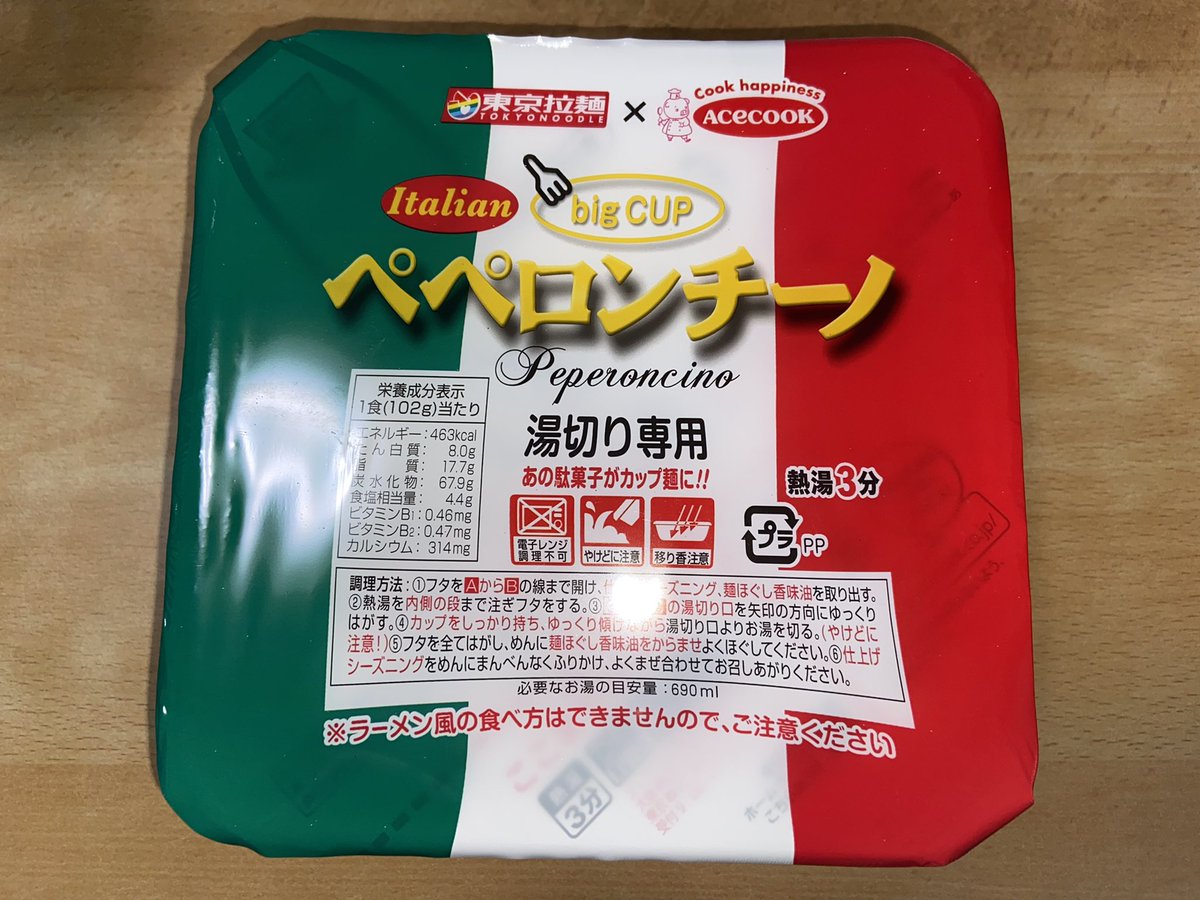 東京拉麺 × Cook happiness
TOKYONOODLE ACECOOK
Italian big CUP
ペペロンチーノ
Peperoncino
湯切り専用
あの駄菓子がカップ麺に!!
熱湯3分
電子レンジ調理不可
やけどに注意
移り香注意
プラ PP
栄養成分表示
1食(102g)当たり
エネルギー:463kcal
たん白質:8.0g
脂質:17.7g
炭水化物:67.9g
食塩相当量:4.4g
ビタミンB1:0.46mg
ビタミンB2:0.47mg
カルシウム:314mg
調理方法:①フタをAからBの線まで開け、仕 ズニング、麺ほぐし香味油を取り出す。
②熱湯を内側の段まで注ぎフタをする。③ の湯切り口を矢印の方向にゆっくり
はがす。④カップをしっかり持ち、ゆっくり傾けながら湯切り口よりお湯を切る。(やけどに
注意!)⑤フタを全てはがし、めんに麺ほぐし香味油をからませよくほぐしてください。⑥仕上げ
シーズニングをめんにまんべんなくふりかけ、よくまぜ合わせてお召しあがりください。
必要なお湯の目安量:690ml
※ラーメン風の食べ方はできませんので、ご注意ください
3分